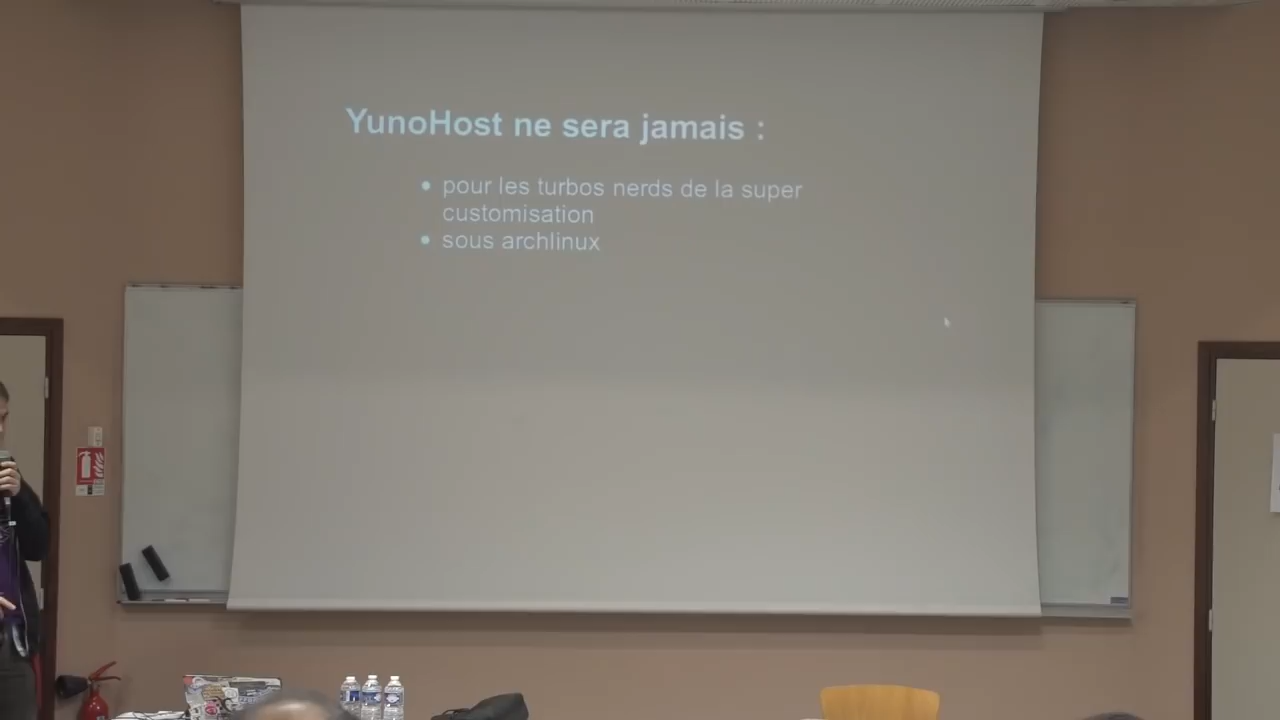 YunoHost ne sera jamais :
• pour les turbos nerds de la super
customisation
• sous archlinux